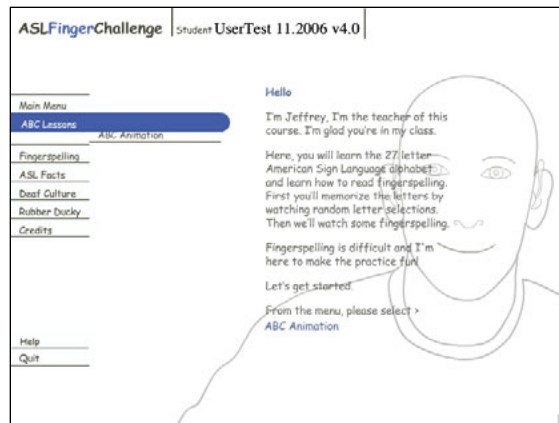 ASLFingerChallenge Student UserTest 11.2006 v4.0
Main Menu
ABC Lessons
ABC Animation
Fingerspelling
ASL Facts
Deaf Culture
Rubber Ducky
Credits
Help
Quit
Hello
I'm Jeffrey, I'm the teacher of this
course. I'm glad you're in my class.
Here, you will learn the 27 letter
American Sign Language alphabet
and learn how to read fingerspelling.
First you'll memorize the letters by
watching random letter selections.
Then we'll watch some fingerspelling.
Fingerspelling is difficult and I'm
here to make the practice fun!
Let's get started.
From the menu, please select >
ABC Animation